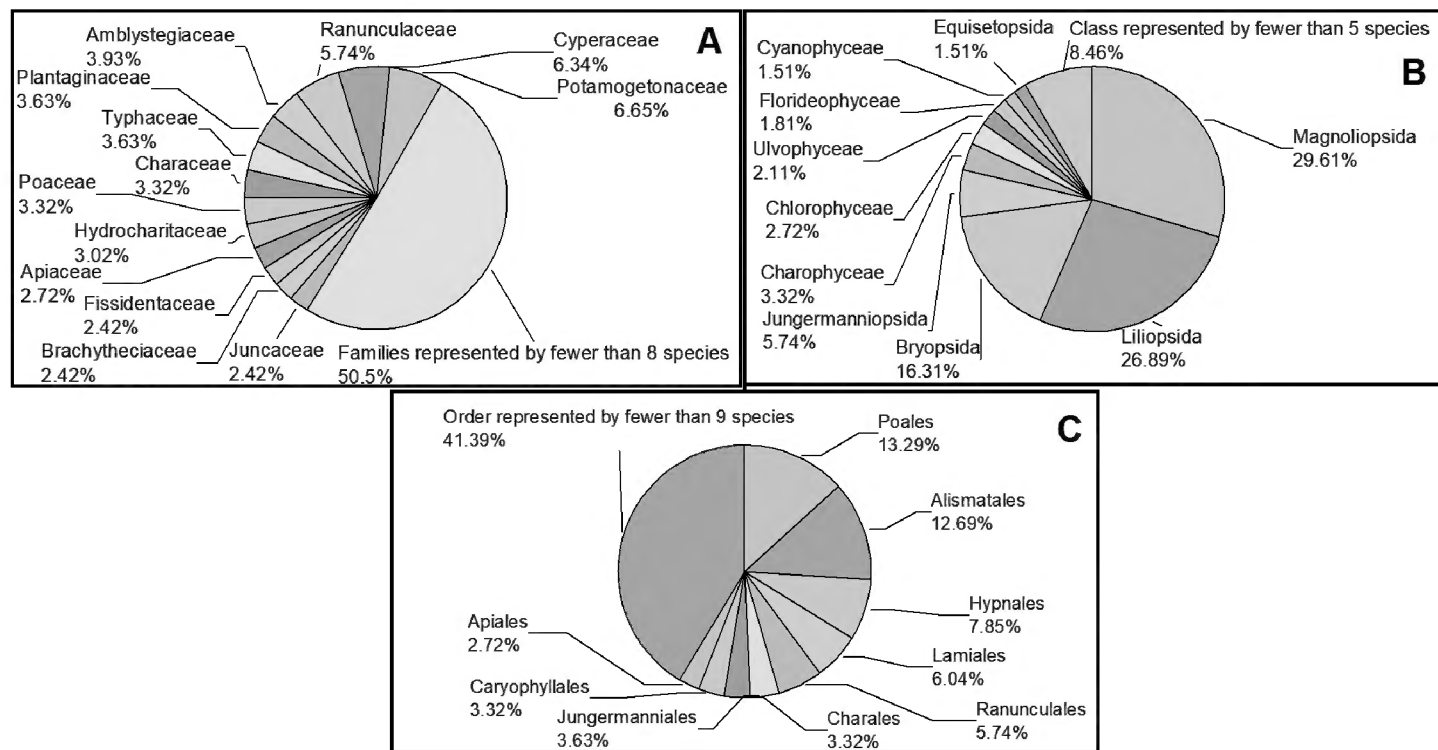 A
Ranunculaceae
5.74%
Cyperaceae
6.34%
Potamogetonaceae
6.65%
Amblystegiaceae
3.93%
Plantaginaceae
3.63%
Typhaceae
3.63%
Characeae
3.32%
Poaceae
3.32%
Hydrocharitaceae
3.02%
Apiaceae
2.72%
Fissidentaceae
2.42%
Brachytheciaceae
2.42%
Juncaceae
2.42%
Families represented by fewer than 8 species
50.5%
B
Equisetopsida
1.51%
Class represented by fewer than 5 species
8.46%
Cyanophyceae
1.51%
Florideophyceae
1.81%
Ulvophyceae
2.11%
Chlorophyceae
2.72%
Charophyceae
3.32%
Jungermanniopsida
5.74%
Bryopsida
16.31%
Magnoliopsida
29.61%
Liliopsida
26.89%
C
Order represented by fewer than 9 species
41.39%
Poales
13.29%
Alismatales
12.69%
Hypnales
7.85%
Lamiales
6.04%
Ranunculales
5.74%
Charales
3.32%
Jungermanniales
3.63%
Caryophyllales
3.32%
Apiales
2.72%